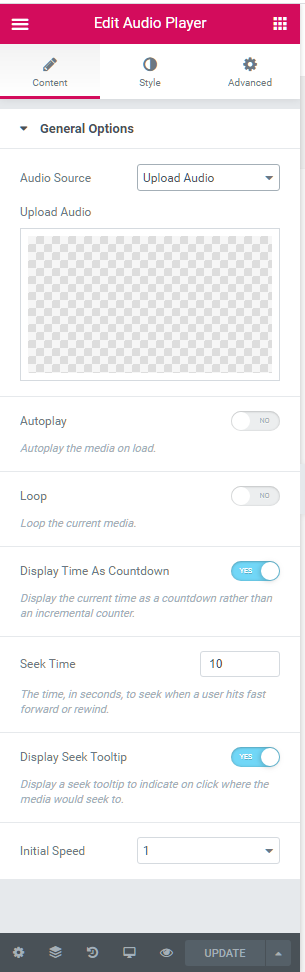 Edit Audio Player
Content
Style
Advanced
General Options
Audio Source
Upload Audio
Upload Audio
Autoplay
NO
Autoplay the media on load.
Loop
NO
Loop the current media.
Display Time As Countdown
YES
Display the current time as a countdown rather than
an incremental counter.
Seek Time
10
The time, in seconds, to seek when a user hits fast
forward or rewind.
Display Seek Tooltip
YES
Display a seek tooltip to indicate on click where the
media would seek to.
Initial Speed
1
UPDATE